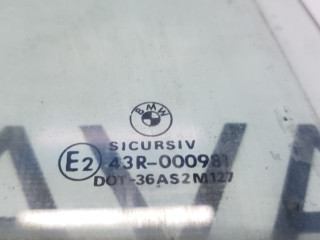 BMW
SICURSIV
E2 43R-000981
DOT-36AS2M127